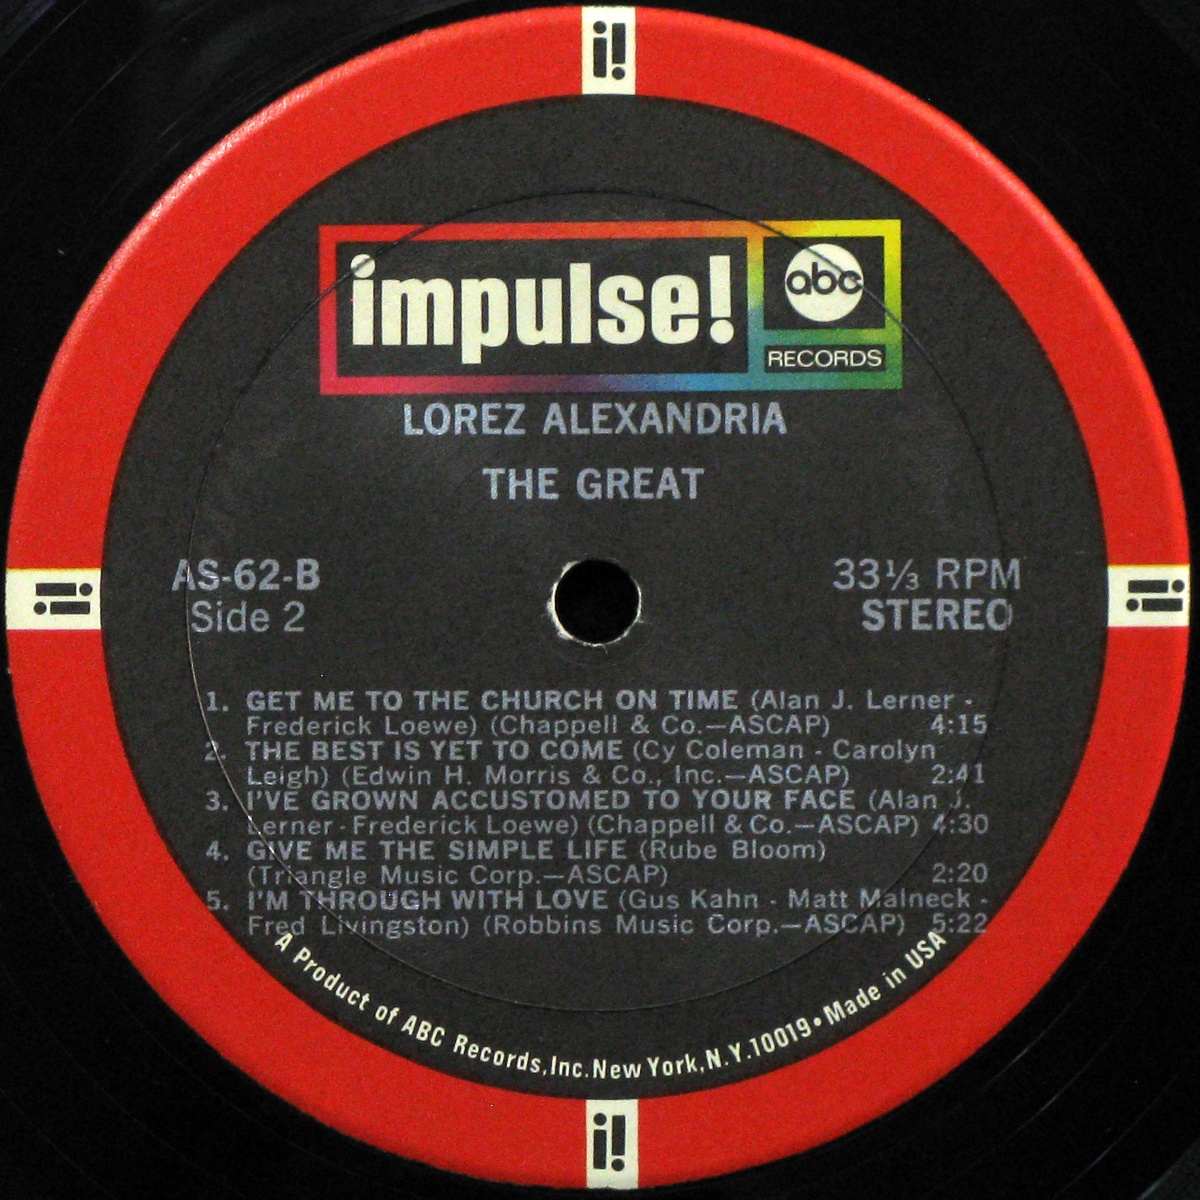 i!
impulse!
abc
RECORDS
LOREZ ALEXANDRIA
THE GREAT
AS-62-B
Side 2
33⅓ RPM
STEREO
1. GET ME TO THE CHURCH ON TIME (Alan J. Lerner -
Frederick Loewe) (Chappell & Co.—ASCAP) 4:15
2. THE BEST IS YET TO COME (Cy Coleman - Carolyn
Leigh) (Edwin H. Morris & Co., Inc.—ASCAP) 2:41
3. I'VE GROWN ACCUSTOMED TO YOUR FACE (Alan J.
Lerner - Frederick Loewe) (Chappell & Co.—ASCAP) 4:30
4. GIVE ME THE SIMPLE LIFE (Rube Bloom)
(Triangle Music Corp.—ASCAP) 2:20
5. I'M THROUGH WITH LOVE (Gus Kahn - Matt Malneck -
Fred Livingston) (Robbins Music Corp.—ASCAP) 5:22
A Product of ABC Records, Inc. New York, N.Y. 10019 • Made in USA
i!
i!
i!